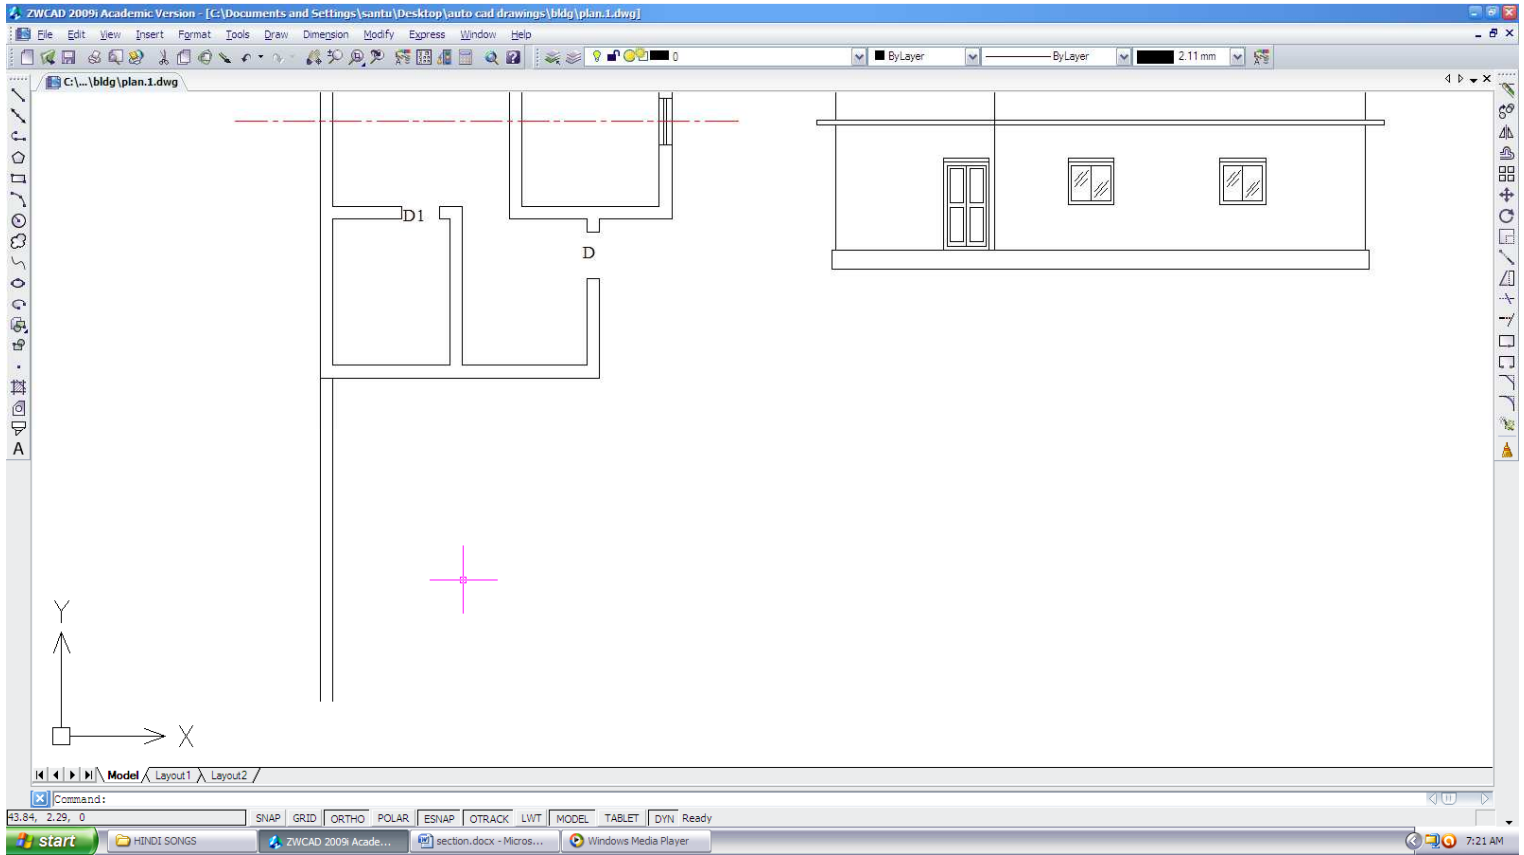 ZWCAD 2009i Academic Version - [C:\Documents and Settings\santu\Desktop\auto cad drawings\bldg\plan.1.dwg]
File Edit View Insert Format Tools Draw Dimension Modify Express Window Help
0 ByLayer ByLayer 2.11 mm
C:\...\bldg\plan.1.dwg
D1
D
Y
X
Model Layout1 Layout2
Command:
43.84, 2.29, 0 SNAP GRID ORTHO POLAR ESNAP OTRACK LWT MODEL TABLET DYN Ready
start HINDI SONGS ZWCAD 2009i Acade... section.docx - Micros... Windows Media Player 7:21 AM